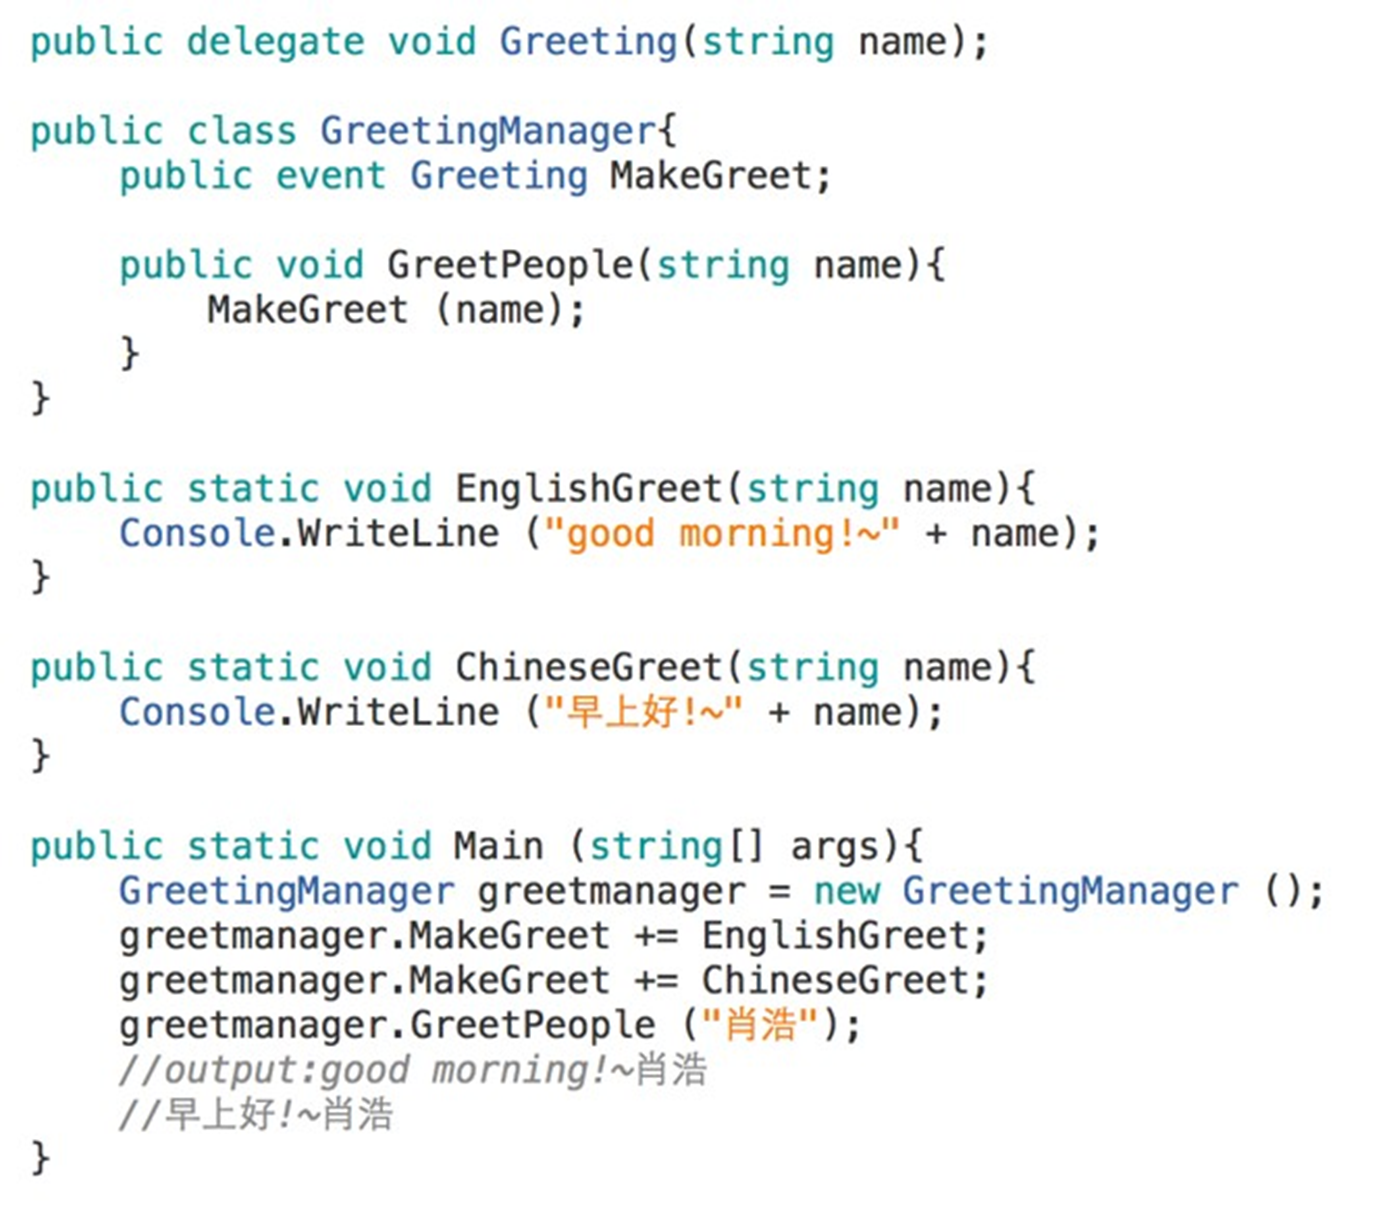 public delegate void Greeting(string name);
public class GreetingManager{
public event Greeting MakeGreet;
public void GreetPeople(string name){
MakeGreet (name);
}
}
public static void EnglishGreet(string name){
Console.WriteLine ("good morning!~" + name);
}
public static void ChineseGreet(string name){
Console.WriteLine ("早上好!~" + name);
}
public static void Main (string[] args){
GreetingManager greetmanager = new GreetingManager ();
greetmanager.MakeGreet += EnglishGreet;
greetmanager.MakeGreet += ChineseGreet;
greetmanager.GreetPeople ("肖浩");
//output:good morning!~肖浩
//早上好!~肖浩
}